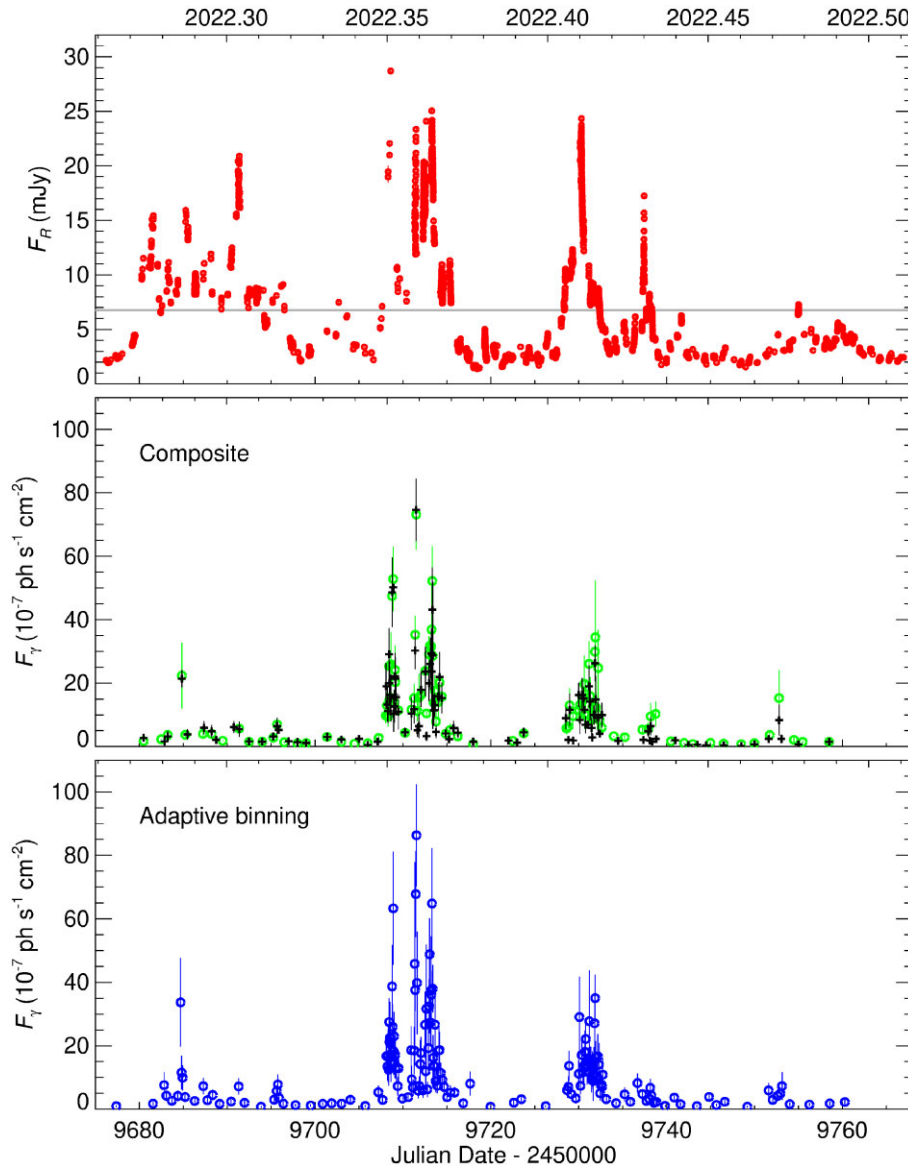 2022.30 2022.35 2022.41 2022.47 2022.50
30
25
20
15
10
5
0
F_R (mJy)
100
80
60
40
20
0
Composite
F_γ (10^-7 ph s^-1 cm^-2)
100
80
60
40
20
0
Adaptive binning
F_γ (10^-7 ph s^-1 cm^-2)
9680 9700 9720 9740 9760
Julian Date - 2450000